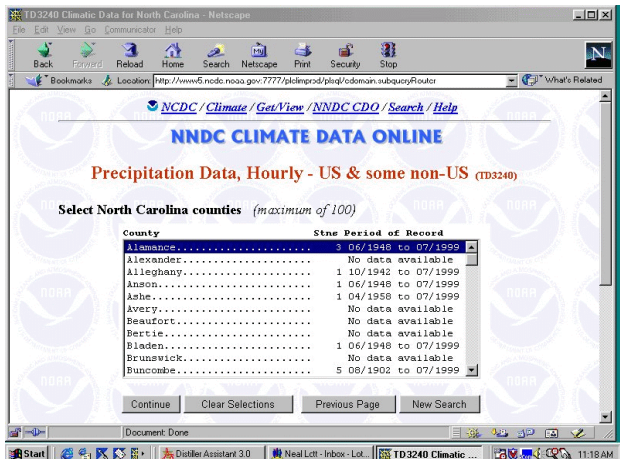 TD3240 Climatic Data for North Carolina - Netscape
File Edit View Go Communicator Help
Back Forward Reload Home Search Netscape Print Security Stop
N
Bookmarks Location: http://www5.ncdc.noaa.gov:7777/plclimprod/plsql/cdomain.subqueryRouter What's Related
NCDC / Climate / Get/View / NNDC CDO / Search / Help
NNDC CLIMATE DATA ONLINE
Precipitation Data, Hourly - US & some non-US (TD3240)
Select North Carolina counties (maximum of 100)
County Stns Period of Record
Alamance...................... 3 06/1948 to 07/1999
Alexander..................... No data available
Alleghany..................... 1 10/1942 to 07/1999
Anson......................... 1 06/1948 to 07/1999
Ashe.......................... 1 04/1958 to 07/1999
Avery......................... No data available
Beaufort...................... No data available
Bertie........................ No data available
Bladen........................ 1 06/1948 to 07/1999
Brunswick..................... No data available
Buncombe...................... 5 08/1902 to 07/1999
Continue Clear Selections Previous Page New Search
Document: Done
Start Distiller Assistant 3.0 Neal Lott - Inbox - Lot... TD3240 Climatic ... 11:18 AM